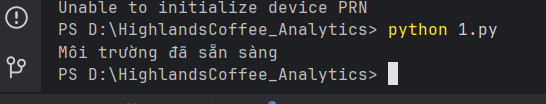 Unable to initialize device PRN
PS D:\HighlandsCoffee_Analytics> python 1.py
Môi trường đã sẵn sàng
PS D:\HighlandsCoffee_Analytics>